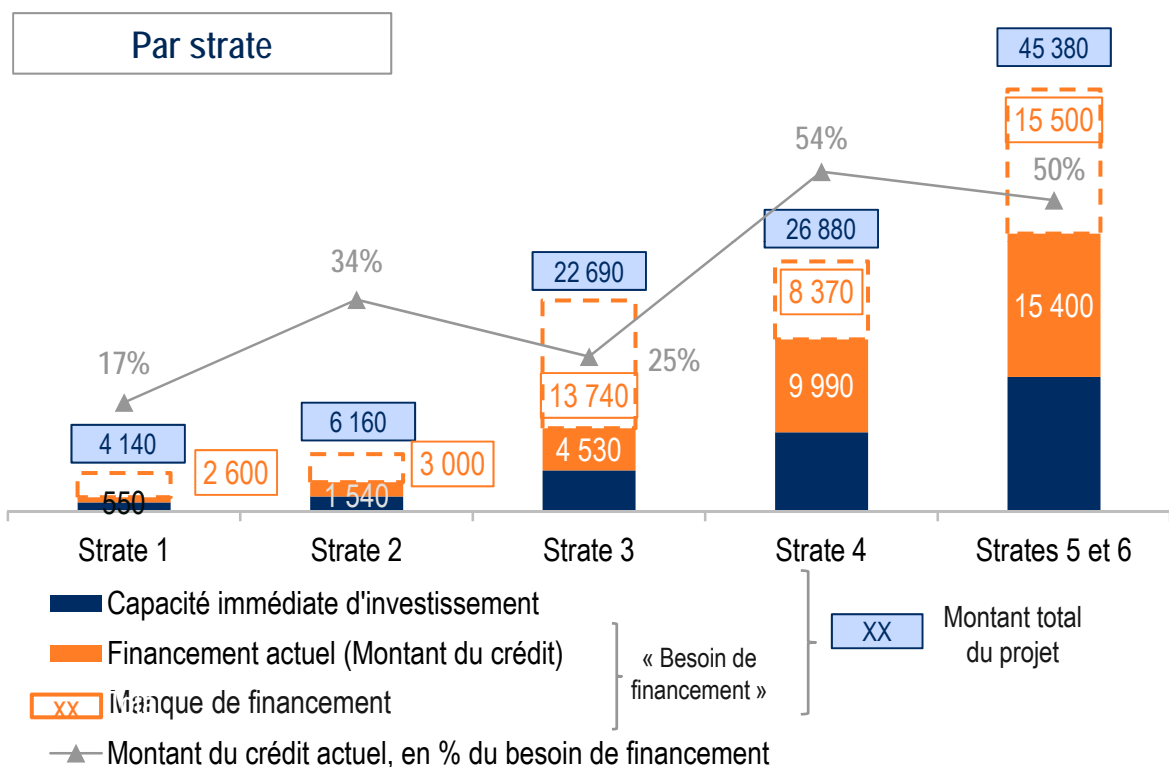 Par strate
45 380
15 500
54%
50%
26 880
34%
22 690
8 370
15 400
17%
25%
13 740
9 990
6 160
4 140
3 000
2 600
4 530
1 540
550
Strate 1
Strate 2
Strate 3
Strate 4
Strates 5 et 6
Capacité immédiate d'investissement
Financement actuel (Montant du crédit)
XX Manque de financement
Montant du crédit actuel, en % du besoin de financement
« Besoin de
financement »
XX
Montant total
du projet